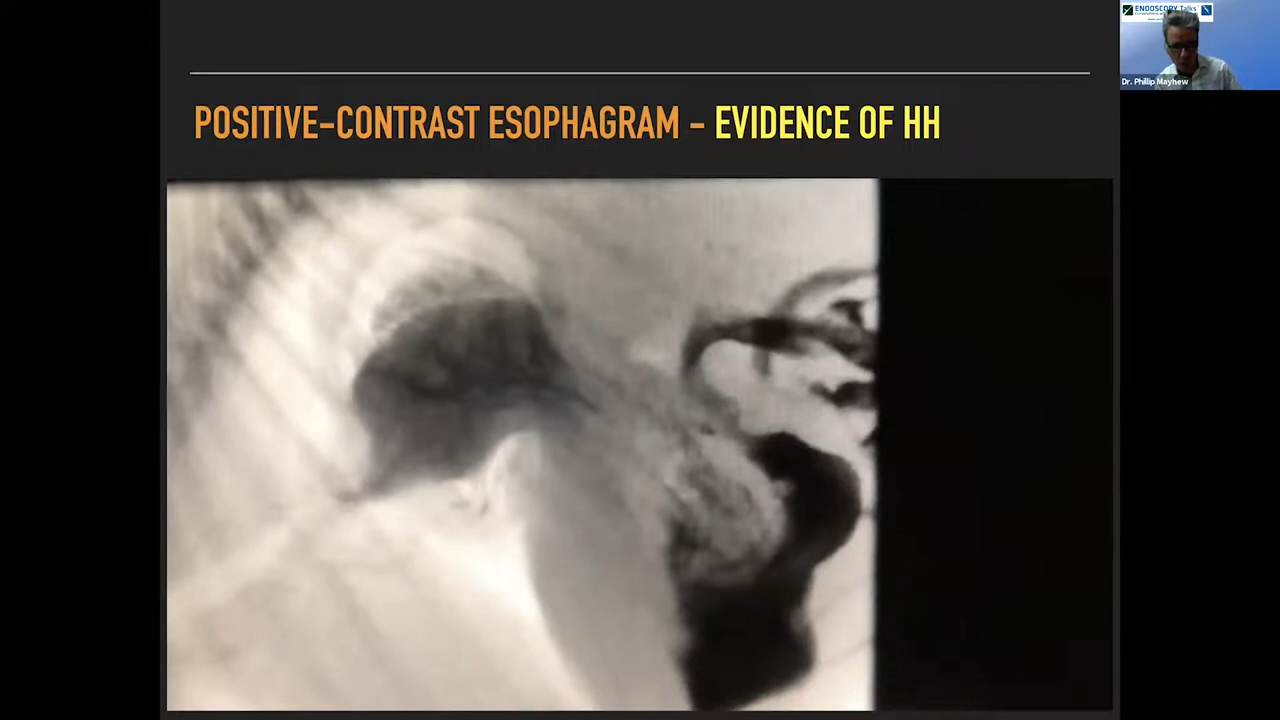 POSITIVE-CONTRAST ESOPHAGRAM - EVIDENCE OF HH
ENDOSCOPY Talks
Dr. Phillip Mayhew